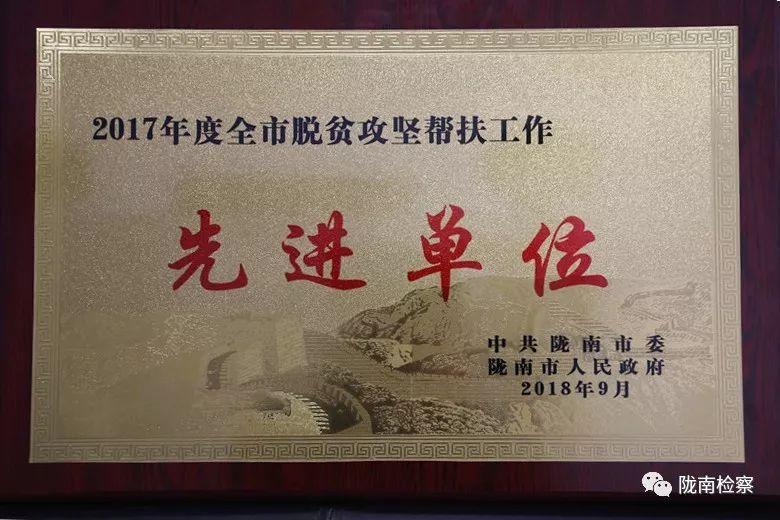 2017年度全市脱贫攻坚帮扶工作
先进单位
中共陇南市委
陇南市人民政府
2018年9月
陇南检察